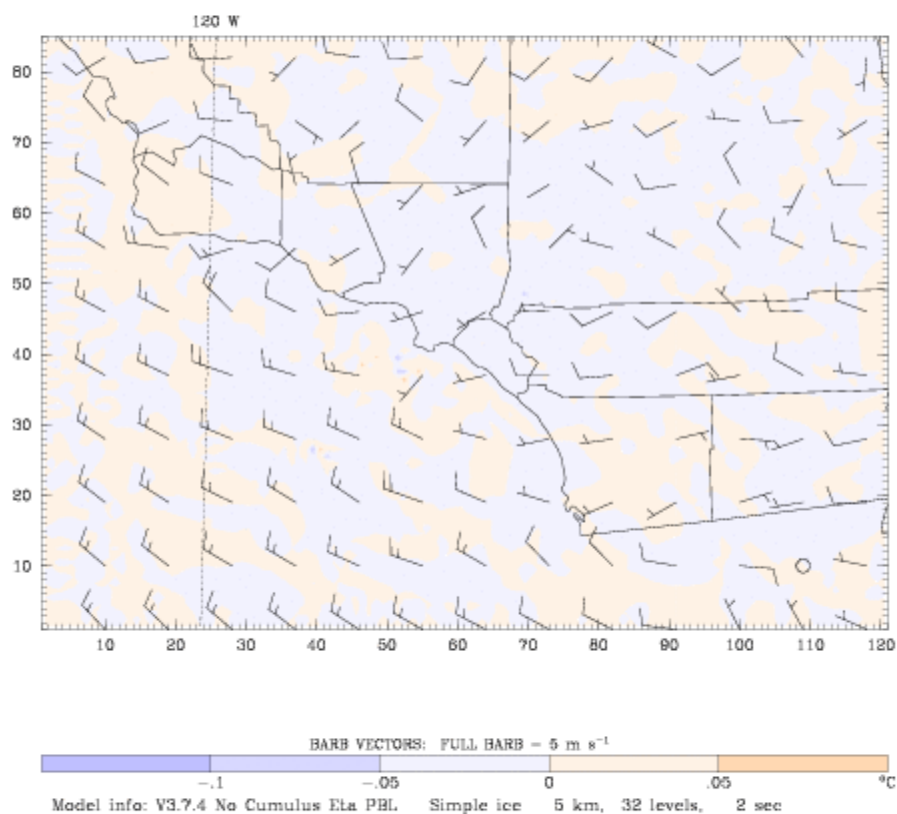 120 W
80
70
60
50
40
30
20
10
10 20 30 40 50 60 70 80 90 100 110 120
BARB VECTORS: FULL BARB = 5 m s⁻¹
-.1 -.05 0 .05 °C
Model info: V3.7.4 No Cumulus Eta PBL Simple ice 5 km, 32 levels, 2 sec